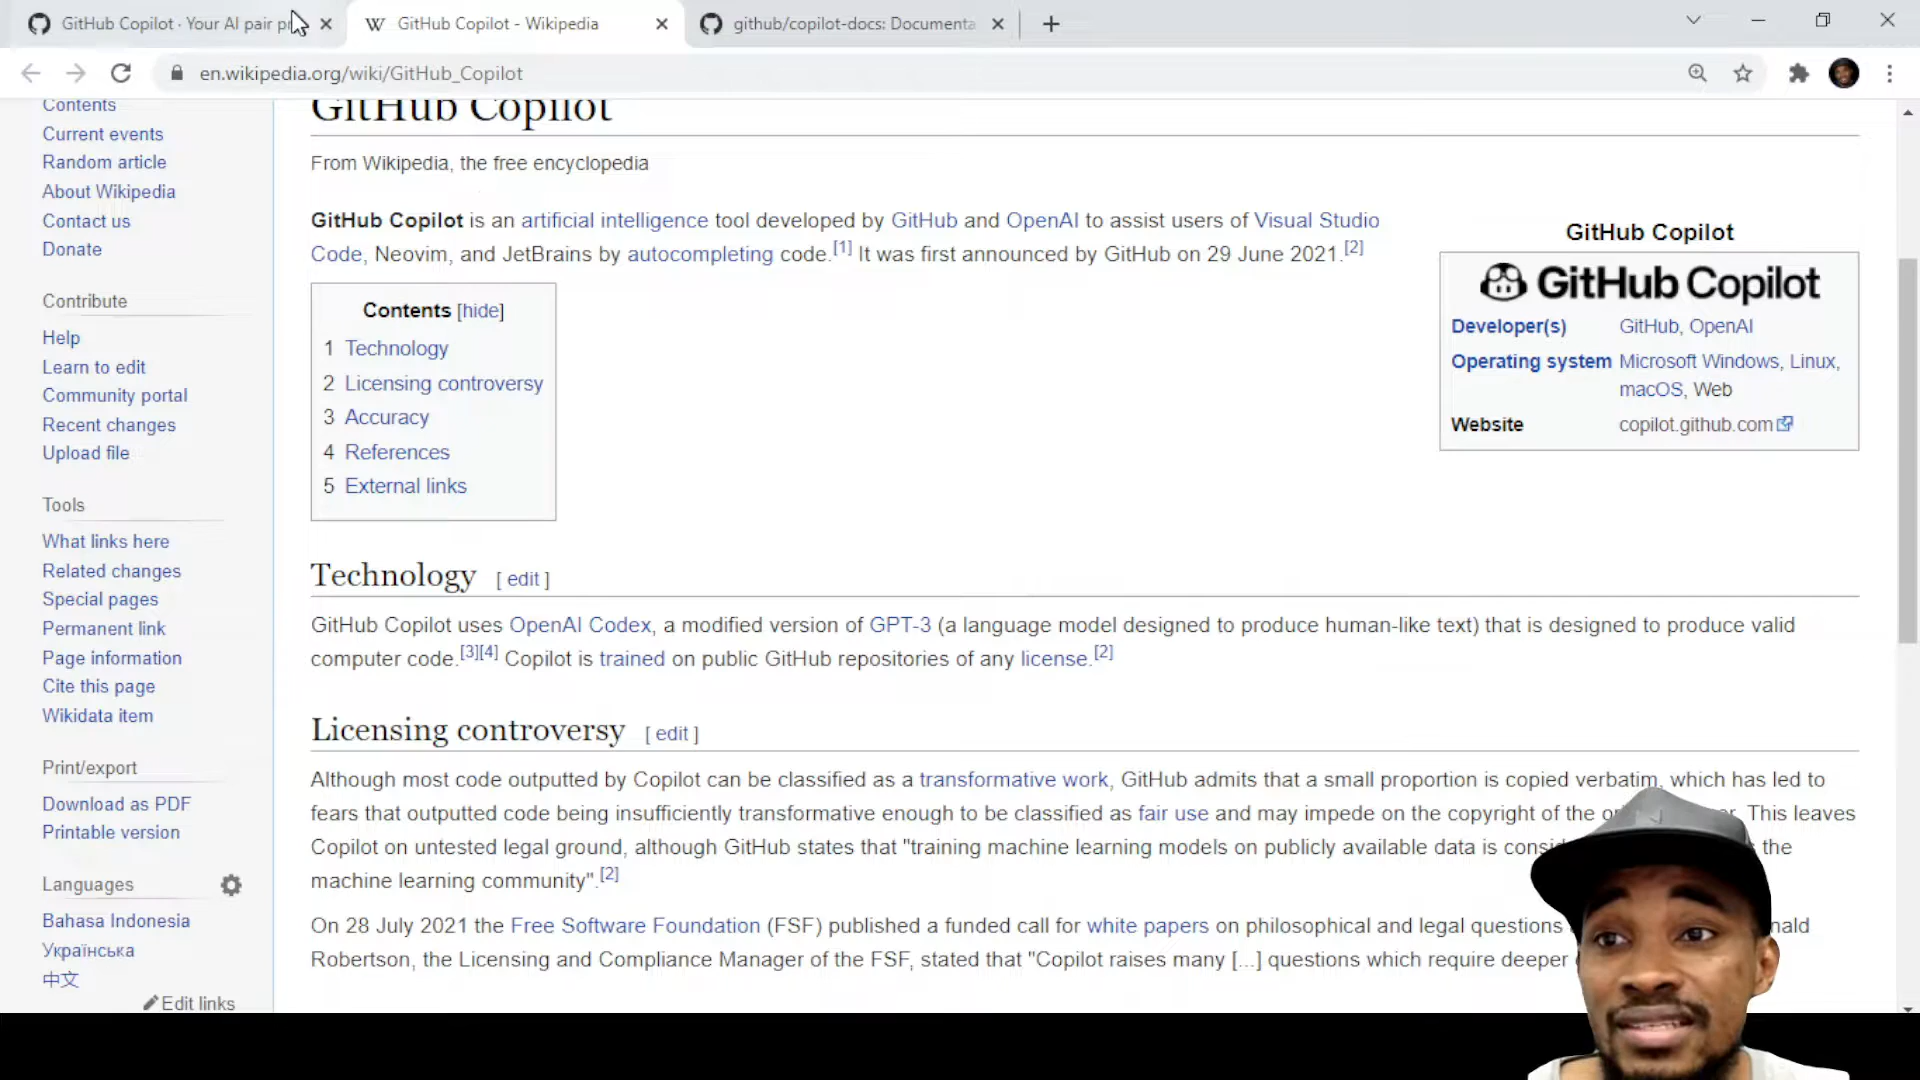 GitHub Copilot · Your AI pair pr
GitHub Copilot - Wikipedia
github/copilot-docs: Documenta
en.wikipedia.org/wiki/GitHub_Copilot
Contents
Current events
Random article
About Wikipedia
Contact us
Donate
Contribute
Help
Learn to edit
Community portal
Recent changes
Upload file
Tools
What links here
Related changes
Special pages
Permanent link
Page information
Cite this page
Wikidata item
Print/export
Download as PDF
Printable version
Languages
Bahasa Indonesia
Українська
中文
Edit links
GitHub Copilot
From Wikipedia, the free encyclopedia
GitHub Copilot is an artificial intelligence tool developed by GitHub and OpenAI to assist users of Visual Studio
Code, Neovim, and JetBrains by autocompleting code.[1] It was first announced by GitHub on 29 June 2021.[2]
Contents [hide]
1 Technology
2 Licensing controversy
3 Accuracy
4 References
5 External links
GitHub Copilot
GitHub Copilot
Developer(s) GitHub, OpenAI
Operating system Microsoft Windows, Linux,
macOS, Web
Website copilot.github.com
Technology [ edit ]
GitHub Copilot uses OpenAI Codex, a modified version of GPT-3 (a language model designed to produce human-like text) that is designed to produce valid
computer code.[3][4] Copilot is trained on public GitHub repositories of any license.[2]
Licensing controversy [ edit ]
Although most code outputted by Copilot can be classified as a transformative work, GitHub admits that a small proportion is copied verbatim, which has led to
fears that outputted code being insufficiently transformative enough to be classified as fair use and may impede on the copyright of the This leaves
Copilot on untested legal ground, although GitHub states that "training machine learning models on publicly available data is the
machine learning community".[2]
On 28 July 2021 the Free Software Foundation (FSF) published a funded call for white papers on philosophical and legal questions nald
Robertson, the Licensing and Compliance Manager of the FSF, stated that "Copilot raises many [...] questions which require deeper